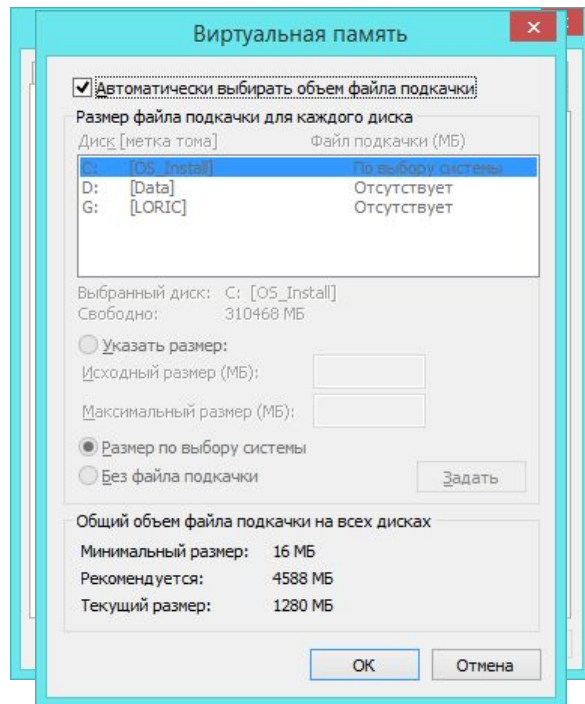 Виртуальная память
Автоматически выбирать объем файла подкачки
Размер файла подкачки для каждого диска
Диск [метка тома] Файл подкачки (МБ)
C: [OS_Install] По выбору системы
D: [Data] Отсутствует
G: [LORIC] Отсутствует
Выбранный диск: C: [OS_Install]
Свободно: 310468 МБ
Указать размер:
Исходный размер (МБ):
Максимальный размер (МБ):
Размер по выбору системы
Без файла подкачки Задать
Общий объем файла подкачки на всех дисках
Минимальный размер: 16 МБ
Рекомендуется: 4588 МБ
Текущий размер: 1280 МБ
ОК Отмена